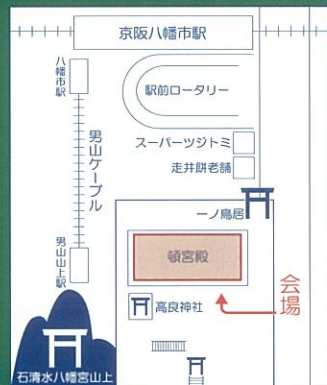 京阪八幡市駅
八幡市駅
駅前ロータリー
スーパーツジトミ
走井餅老舗
男山ケーブル
一ノ鳥居
男山山上駅
頓宮殿
会場
高良神社
石清水八幡宮山上